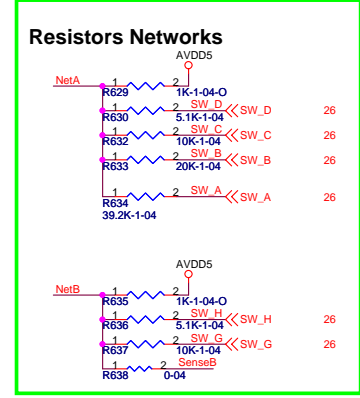 Resistors Networks
AVDD5
NetA
1 2
R629 1K-1-04-O
1 2 SW_D SW_D 26
R630 5.1K-1-04
1 2 SW_C SW_C 26
R632 10K-1-04
1 2 SW_B SW_B 26
R633 20K-1-04
1 2 SW_A SW_A 26
R634
39.2K-1-04
AVDD5
NetB
1 2
R635 1K-1-04-O
1 2 SW_H SW_H 26
R636 5.1K-1-04
1 2 SW_G SW_G 26
R637 10K-1-04
1 2 SenseB
R638 0-04